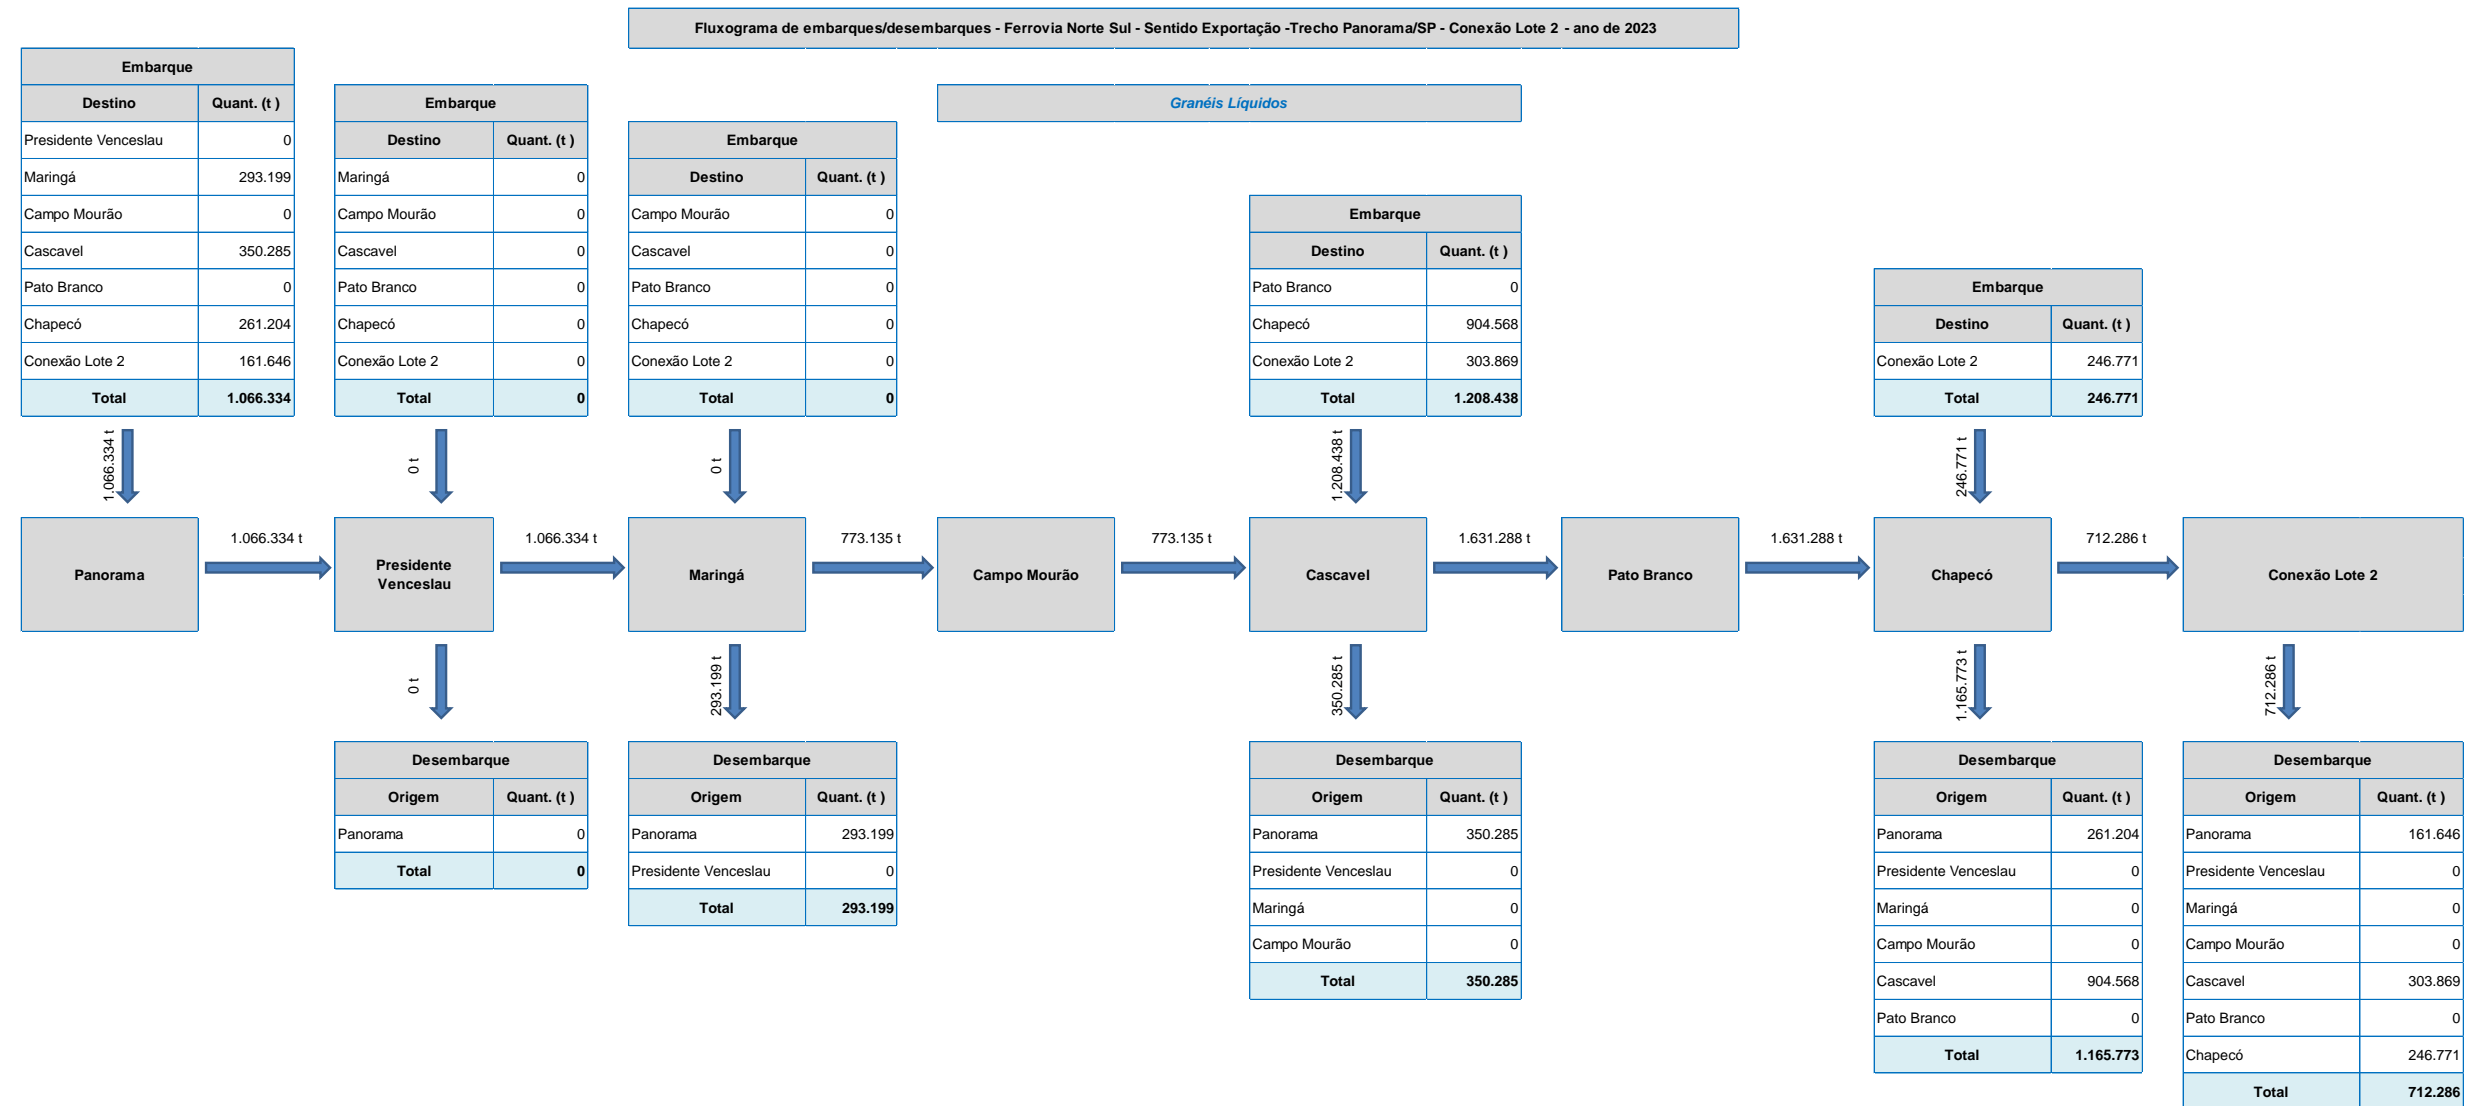 Fluxograma de embarques/desembarques - Ferrovia Norte Sul - Sentido Exportação -Trecho Panorama/SP - Conexão Lote 2 - ano de 2023
Granéis Líquidos
Embarque
Destino Quant. (t )
Presidente Venceslau 0
Maringá 293.199
Campo Mourão 0
Cascavel 350.285
Pato Branco 0
Chapecó 261.204
Conexão Lote 2 161.646
Total 1.066.334
Embarque
Destino Quant. (t )
Maringá 0
Campo Mourão 0
Cascavel 0
Pato Branco 0
Chapecó 0
Conexão Lote 2 0
Total 0
Embarque
Destino Quant. (t )
Campo Mourão 0
Cascavel 0
Pato Branco 0
Chapecó 0
Conexão Lote 2 0
Total 0
Embarque
Destino Quant. (t )
Pato Branco 0
Chapecó 904.568
Conexão Lote 2 303.869
Total 1.208.438
Embarque
Destino Quant. (t )
Conexão Lote 2 246.771
Total 246.771
1.066.334 t
0 t
0 t
1.208.438 t
246.771 t
Panorama
1.066.334 t
Presidente
Venceslau
1.066.334 t
Maringá
773.135 t
Campo Mourão
773.135 t
Cascavel
1.631.288 t
Pato Branco
1.631.288 t
Chapecó
712.286 t
Conexão Lote 2
0 t
293.199 t
350.285 t
1.165.773 t
712.286 t
Desembarque
Origem Quant. (t )
Panorama 0
Total 0
Desembarque
Origem Quant. (t )
Panorama 293.199
Presidente Venceslau 0
Total 293.199
Desembarque
Origem Quant. (t )
Panorama 350.285
Presidente Venceslau 0
Maringá 0
Campo Mourão 0
Total 350.285
Desembarque
Origem Quant. (t )
Panorama 261.204
Presidente Venceslau 0
Maringá 0
Campo Mourão 0
Cascavel 904.568
Pato Branco 0
Total 1.165.773
Desembarque
Origem Quant. (t )
Panorama 161.646
Presidente Venceslau 0
Maringá 0
Campo Mourão 0
Cascavel 303.869
Pato Branco 0
Chapecó 246.771
Total 712.286